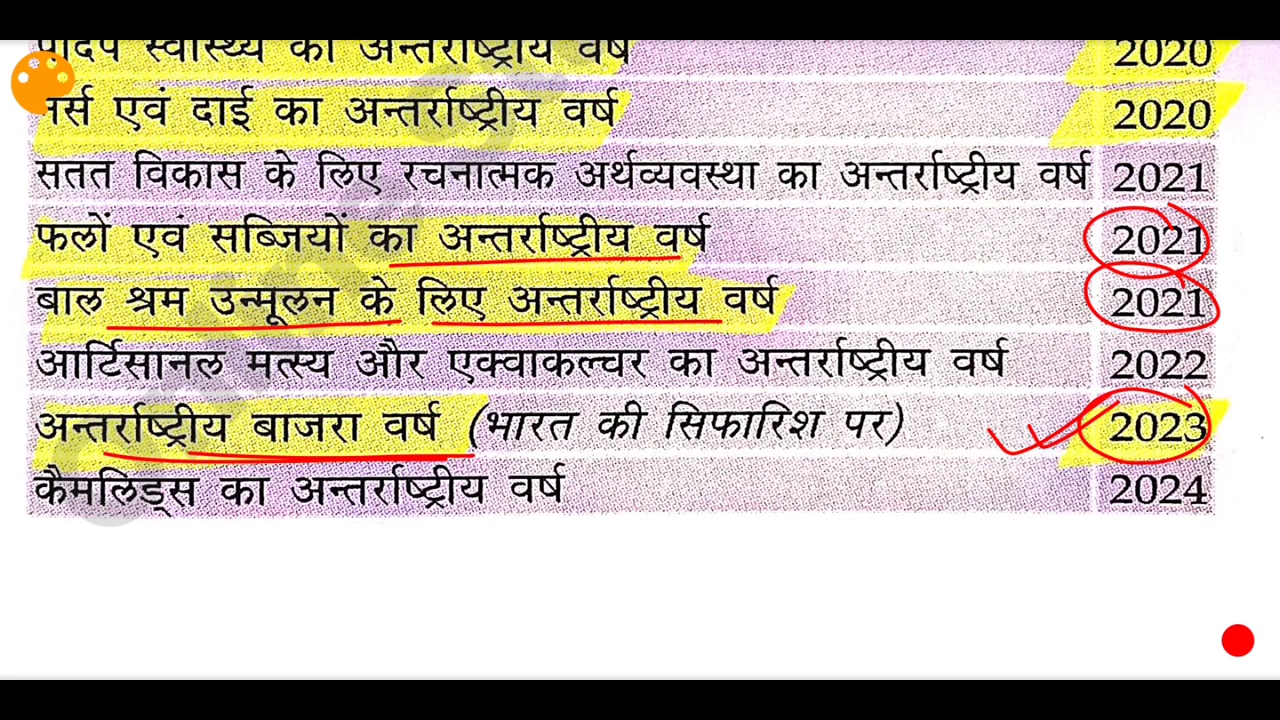 पादप स्वास्थ्य का अन्तर्राष्ट्रीय वर्ष 2020
नर्स एवं दाई का अन्तर्राष्ट्रीय वर्ष 2020
सतत विकास के लिए रचनात्मक अर्थव्यवस्था का अन्तर्राष्ट्रीय वर्ष 2021
फलों एवं सब्जियों का अन्तर्राष्ट्रीय वर्ष 2021
बाल श्रम उन्मूलन के लिए अन्तर्राष्ट्रीय वर्ष 2021
आर्टिसानल मत्स्य और एक्वाकल्चर का अन्तर्राष्ट्रीय वर्ष 2022
अन्तर्राष्ट्रीय बाजरा वर्ष (भारत की सिफारिश पर) 2023
कैमलिड्स का अन्तर्राष्ट्रीय वर्ष 2024